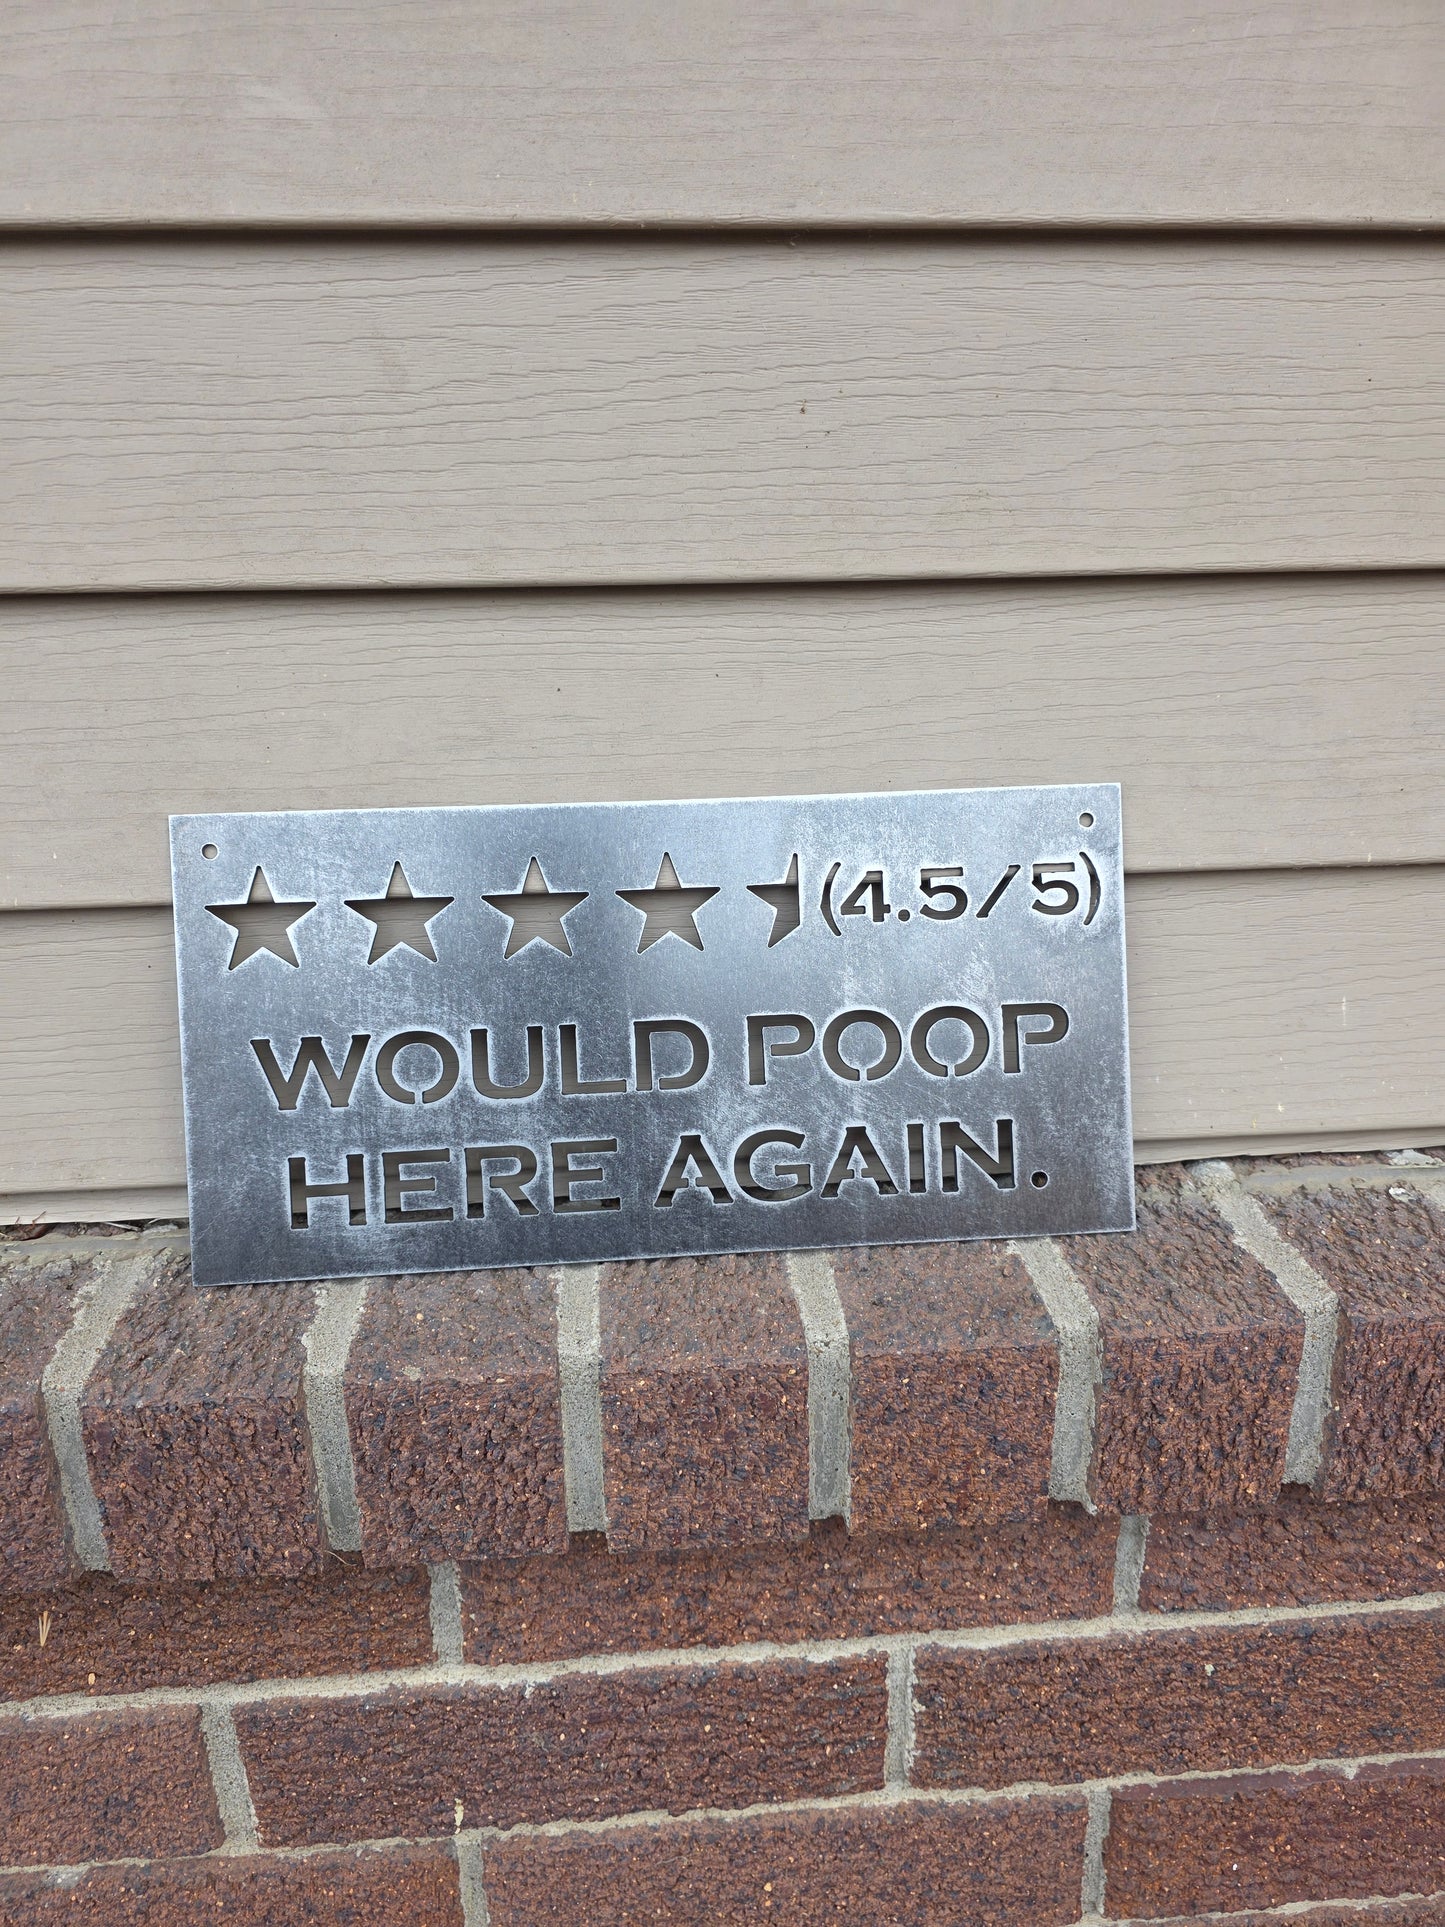 (4.5/5)
WOULD POOP
HERE AGAIN.